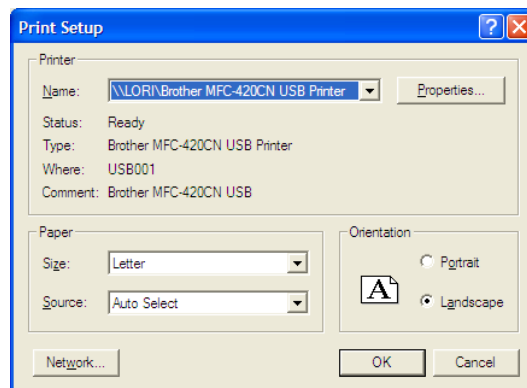 Print Setup
Printer
Name: \\LORI\Brother MFC-420CN USB Printer Properties...
Status: Ready
Type: Brother MFC-420CN USB Printer
Where: USB001
Comment: Brother MFC-420CN USB
Paper
Size: Letter
Source: Auto Select
Orientation
A
Portrait
Landscape
Network... OK Cancel